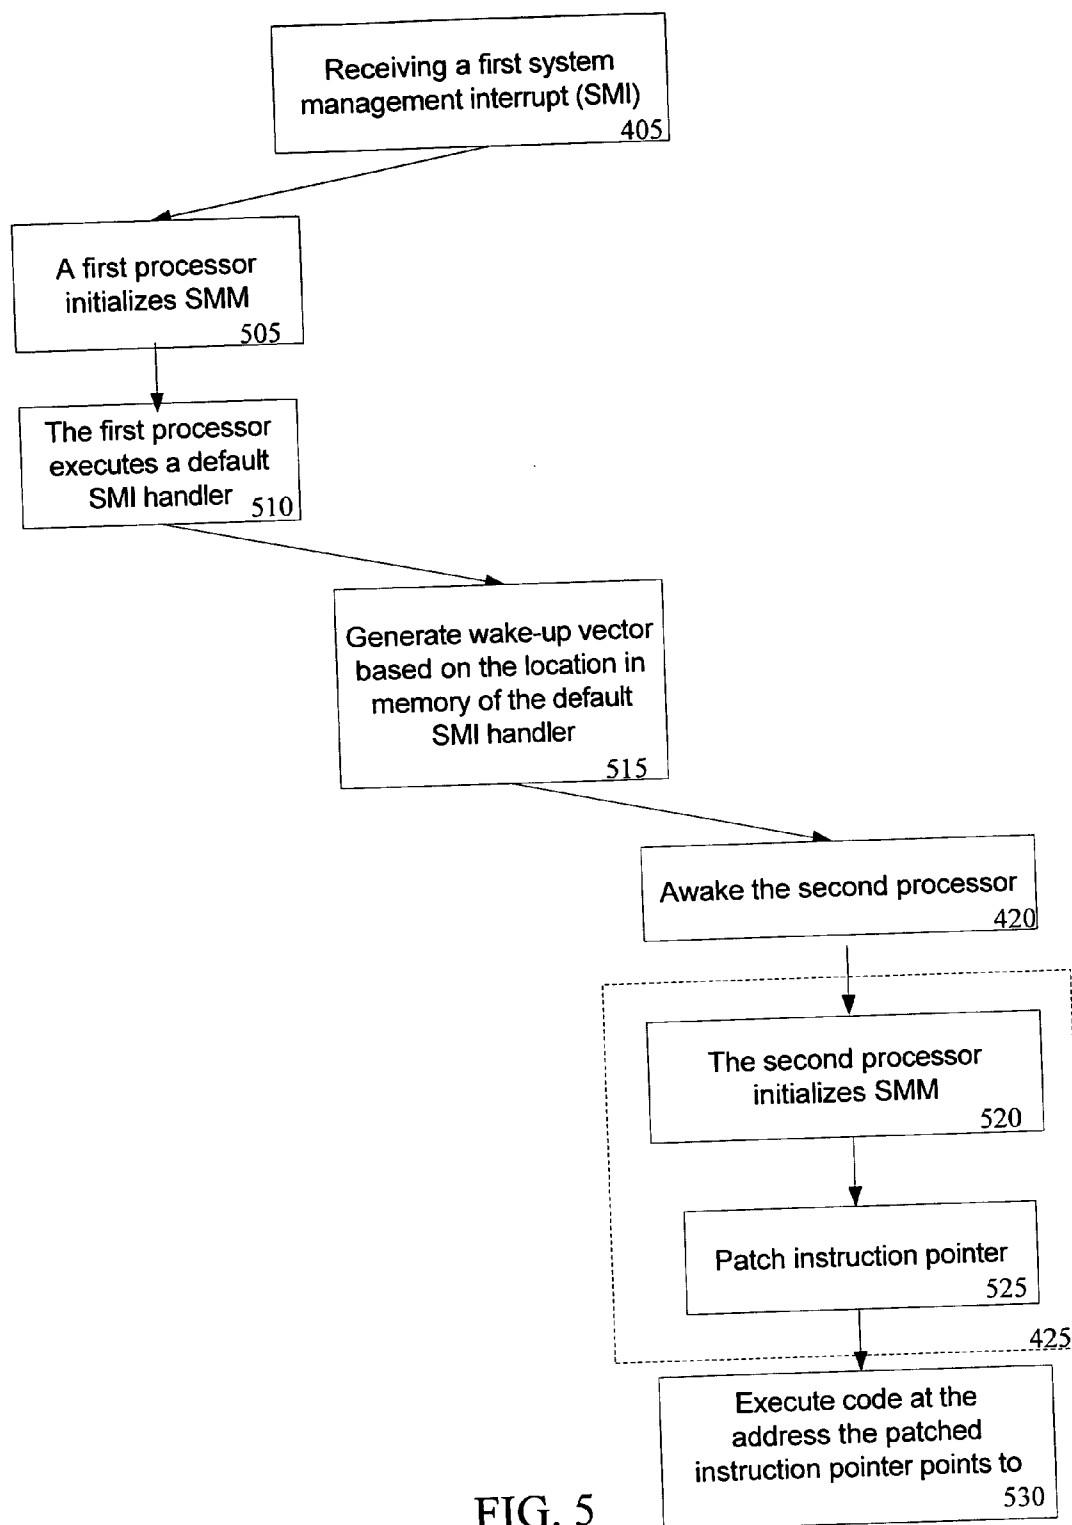 Receiving a first system
management interrupt (SMI)
405
A first processor
initializes SMM
505
The first processor
executes a default
SMI handler
510
Generate wake-up vector
based on the location in
memory of the default
SMI handler
515
Awake the second processor
420
The second processor
initializes SMM
520
Patch instruction pointer
525
425
Execute code at the
address the patched
instruction pointer points to
530
FIG. 5